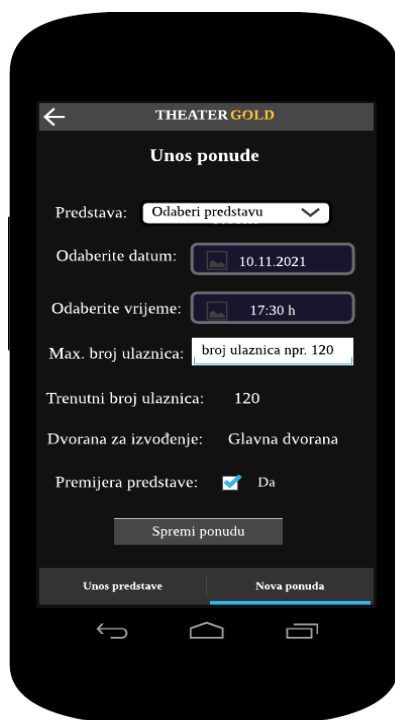 THEATER GOLD
Unos ponude
Predstava: Odaberi predstavu
Odaberite datum: 10.11.2021
Odaberite vrijeme: 17:30 h
Max. broj ulaznica: broj ulaznica npr. 120
Trenutni broj ulaznica: 120
Dvorana za izvođenje: Glavna dvorana
Premijera predstave: Da
Spremi ponudu
Unos predstave Nova ponuda